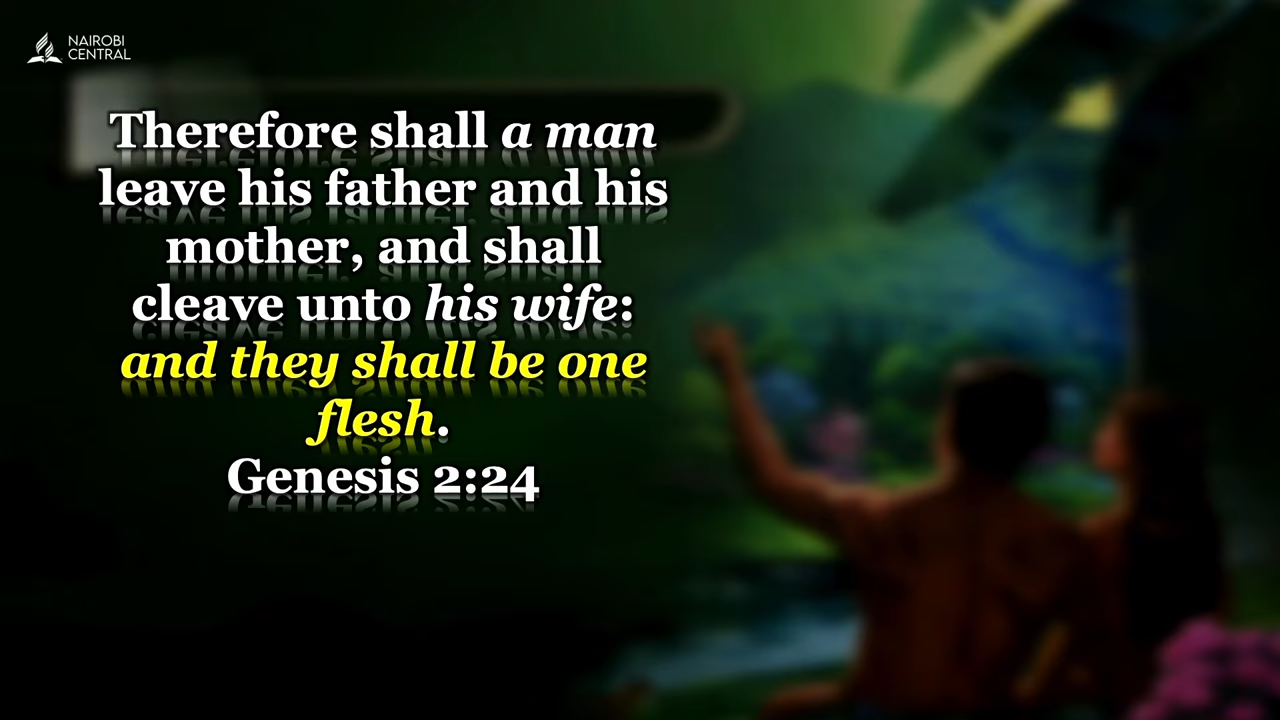 NAIROBI
CENTRAL
Therefore shall a man
leave his father and his
mother, and shall
cleave unto his wife:
and they shall be one
flesh.
Genesis 2:24